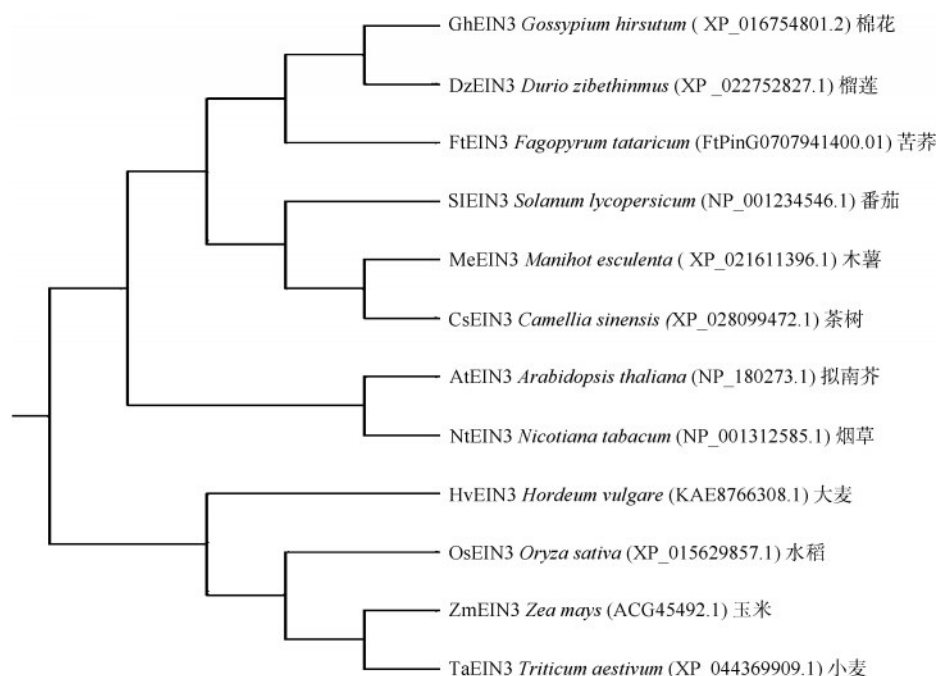 GhEIN3 Gossypium hirsutum ( XP_016754801.2) 棉花
DzEIN3 Durio zibethinmus (XP _022752827.1) 榴莲
FtEIN3 Fagopyrum tataricum (FtPinG0707941400.01) 苦荞
SlEIN3 Solanum lycopersicum (NP_001234546.1) 番茄
MeEIN3 Manihot esculenta ( XP_021611396.1) 木薯
CsEIN3 Camellia sinensis (XP_028099472.1) 茶树
AtEIN3 Arabidopsis thaliana (NP_180273.1) 拟南芥
NtEIN3 Nicotiana tabacum (NP_001312585.1) 烟草
HvEIN3 Hordeum vulgare (KAE8766308.1) 大麦
OsEIN3 Oryza sativa (XP_015629857.1) 水稻
ZmEIN3 Zea mays (ACG45492.1) 玉米
TaEIN3 Triticum aestivum (XP_044369909.1) 小麦